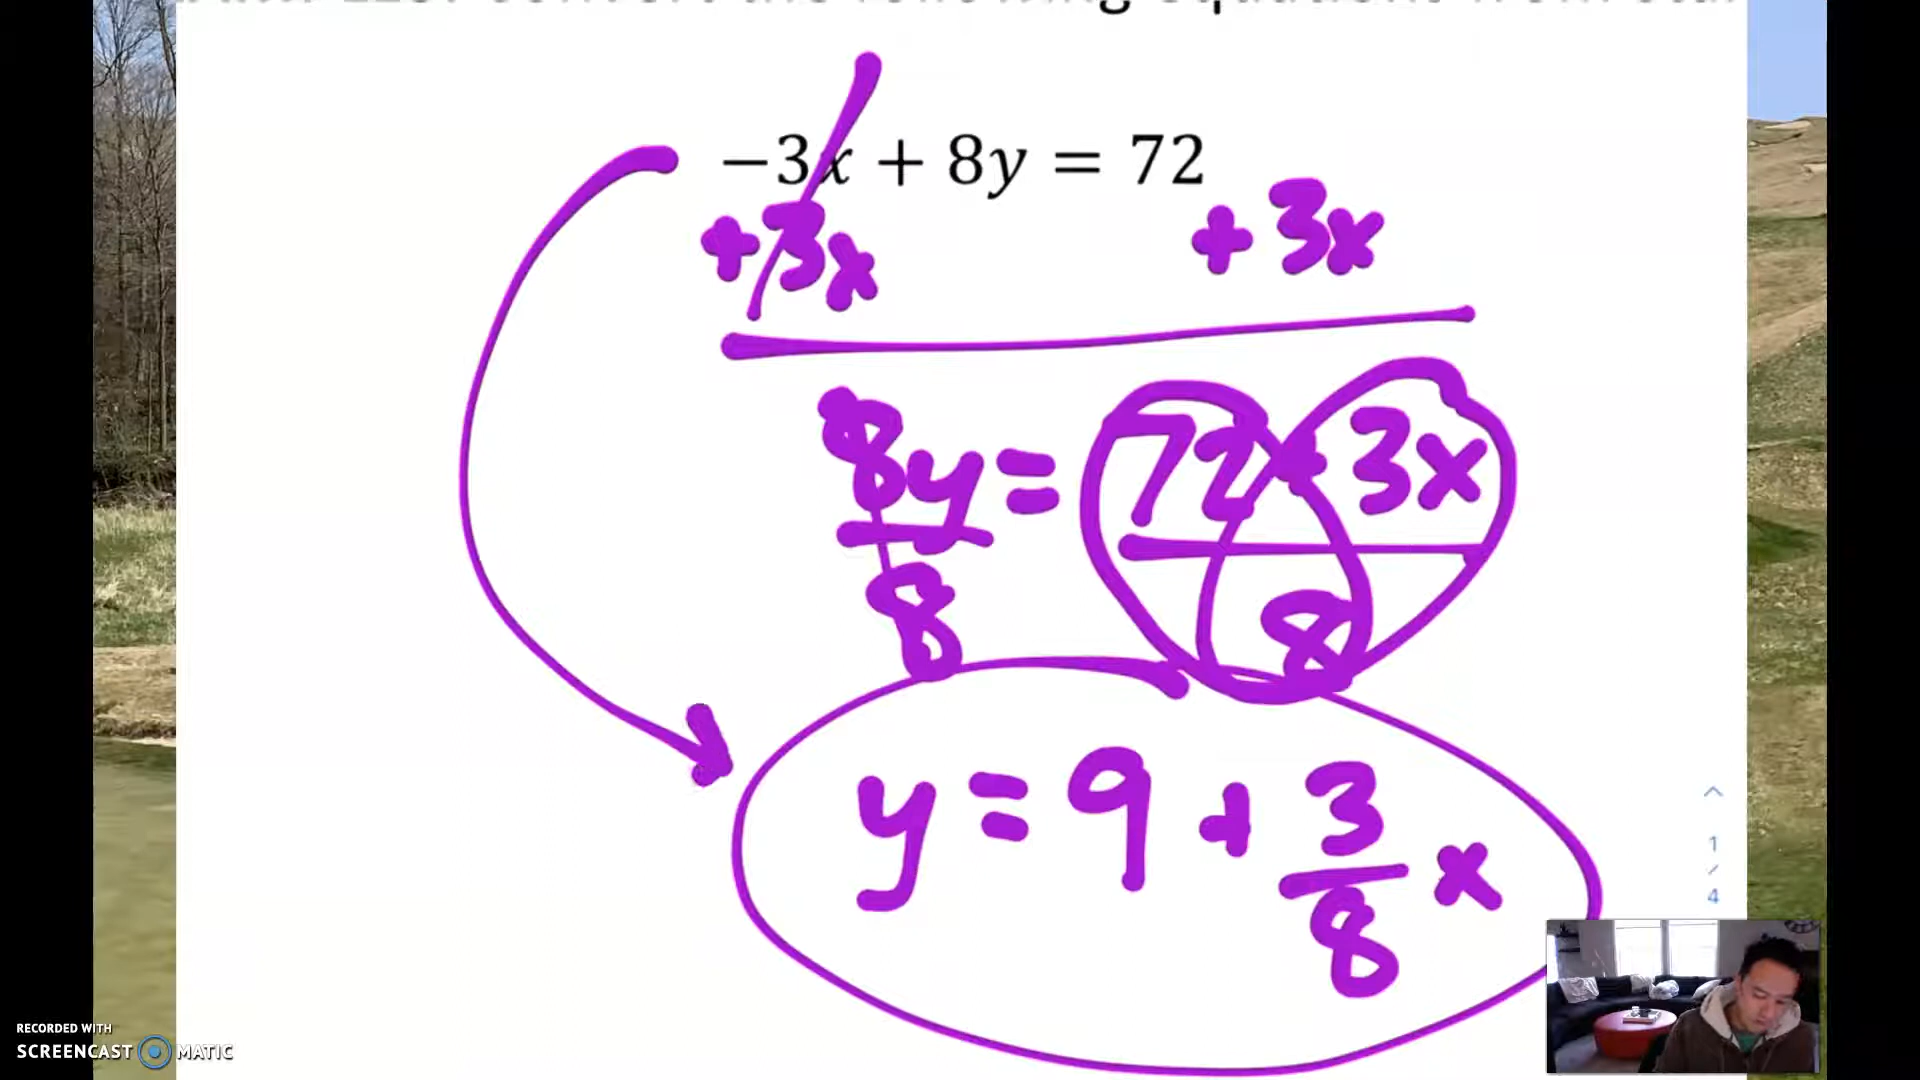 −3x + 8y = 72
+3x +3x
8y = 72 + 3x
8 8
y = 9 + 3/8 x
1
/
4
RECORDED WITH
SCREENCAST MATIC